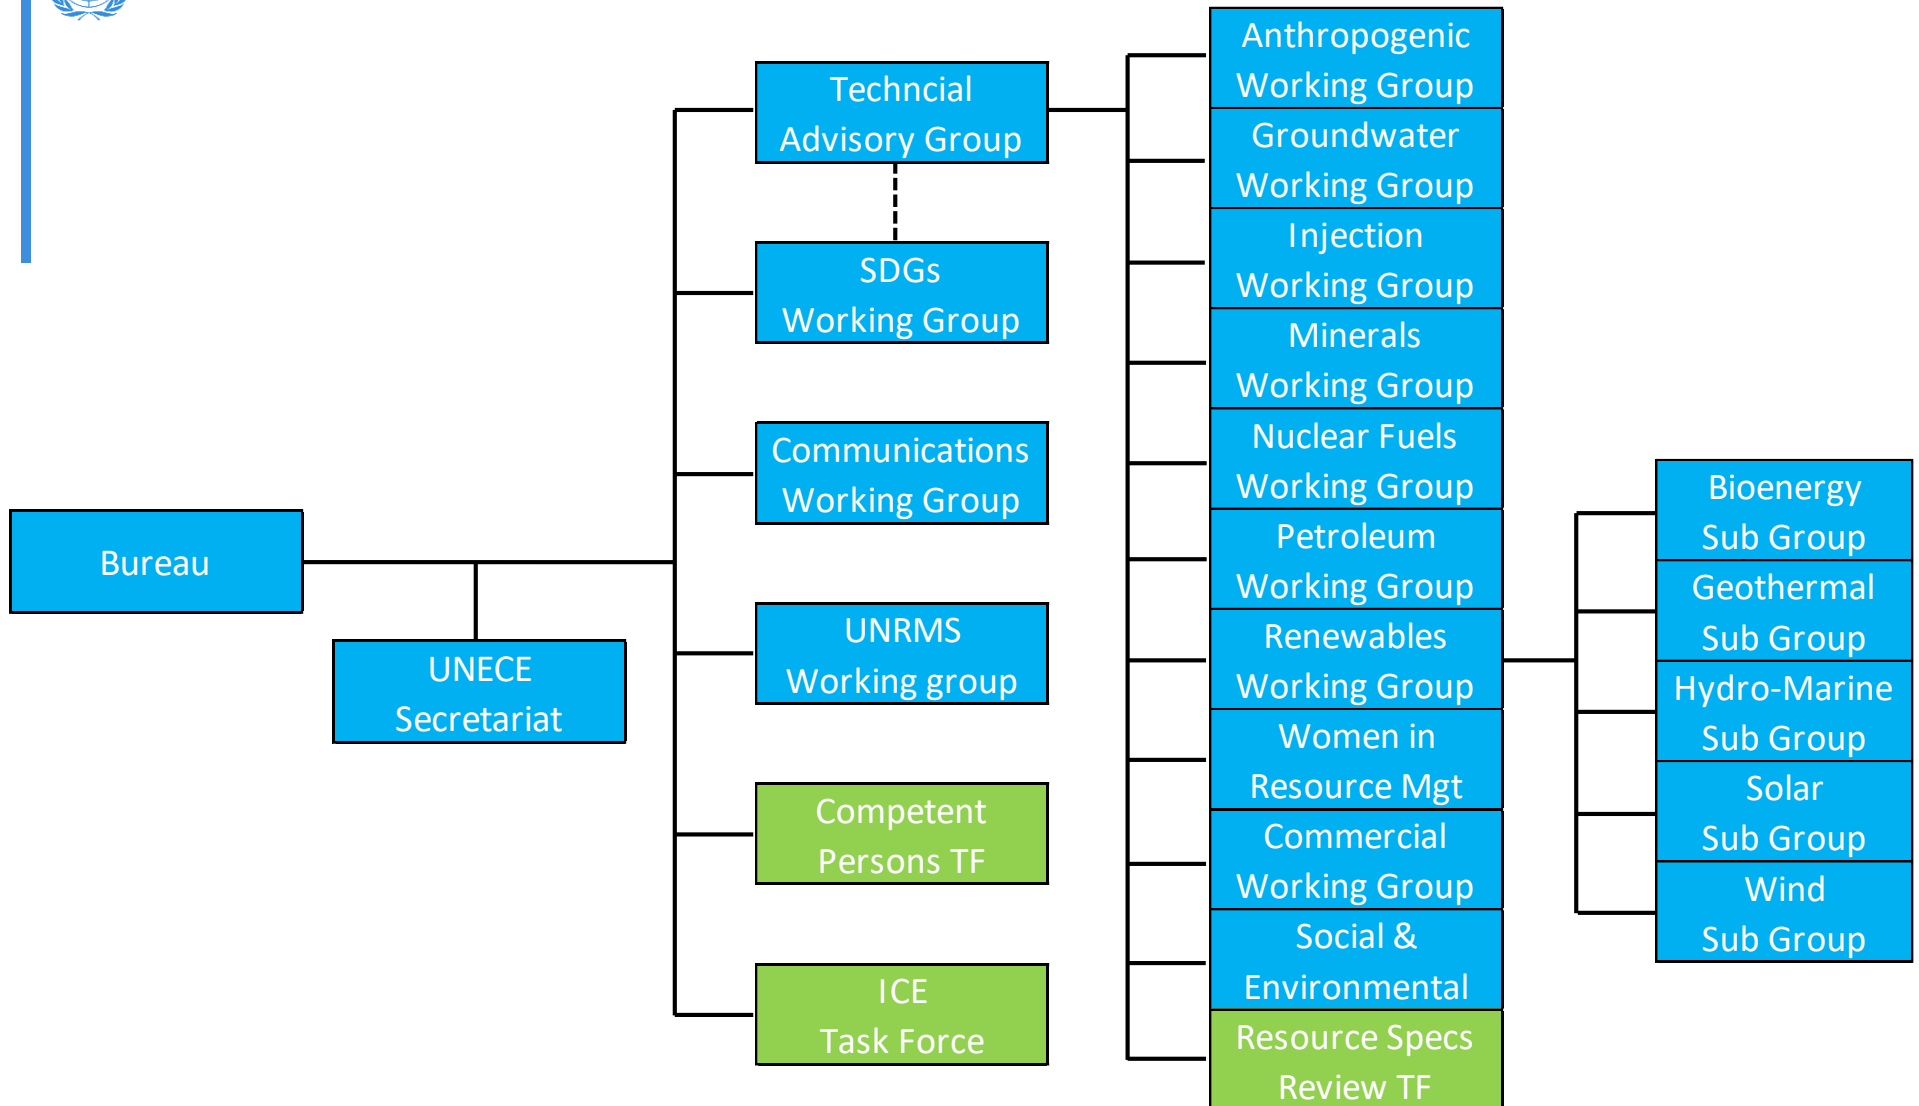 Bureau
UNECE
Secretariat
Techncial
Advisory Group
SDGs
Working Group
Communications
Working Group
UNRMS
Working group
Competent
Persons TF
ICE
Task Force
Anthropogenic
Working Group
Groundwater
Working Group
Injection
Working Group
Minerals
Working Group
Nuclear Fuels
Working Group
Petroleum
Working Group
Renewables
Working Group
Women in
Resource Mgt
Commercial
Working Group
Social &
Environmental
Resource Specs
Review TF
Bioenergy
Sub Group
Geothermal
Sub Group
Hydro-Marine
Sub Group
Solar
Sub Group
Wind
Sub Group